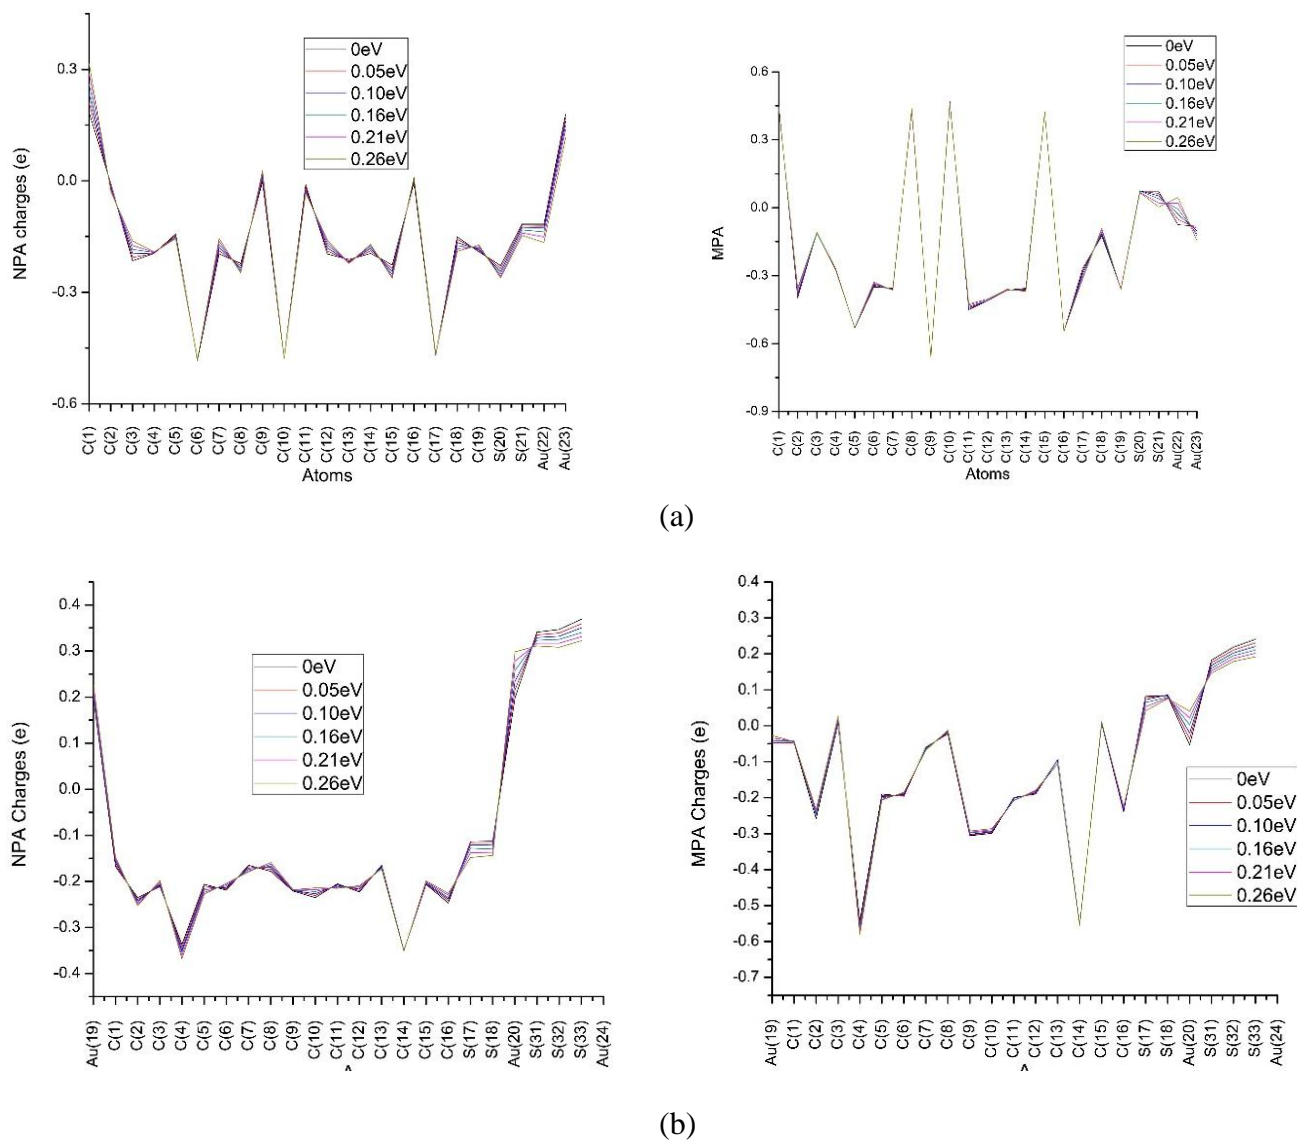 0.3
0.0
-0.3
-0.6
NPA charges (e)
0eV
0.05eV
0.10eV
0.16eV
0.21eV
0.26eV
C(1)
C(2)
C(3)
C(4)
C(5)
C(6)
C(7)
C(8)
C(9)
C(10)
C(11)
C(12)
C(13)
C(14)
C(15)
C(16)
C(17)
C(18)
C(19)
S(20)
S(21)
Au(22)
Au(23)
Atoms
0.6
0.3
0.0
-0.3
-0.6
-0.9
MPA
0eV
0.05eV
0.10eV
0.16eV
0.21eV
0.26eV
C(1)
C(2)
C(3)
C(4)
C(5)
C(6)
C(7)
C(8)
C(9)
C(10)
C(11)
C(12)
C(13)
C(14)
C(15)
C(16)
C(17)
C(18)
C(19)
S(20)
S(21)
Au(22)
Au(23)
Atoms
(a)
0.4
0.3
0.2
0.1
0.0
-0.1
-0.2
-0.3
-0.4
NPA Charges (e)
0eV
0.05eV
0.10eV
0.16eV
0.21eV
0.26eV
Au(19)
C(1)
C(2)
C(3)
C(4)
C(5)
C(6)
C(7)
C(8)
C(9)
C(10)
C(11)
C(12)
C(13)
C(14)
C(15)
C(16)
S(17)
S(18)
Au(20)
S(31)
S(32)
S(33)
Au(24)
0.4
0.3
0.2
0.1
0.0
-0.1
-0.2
-0.3
-0.4
-0.5
-0.6
-0.7
MPA Charges (e)
0eV
0.05eV
0.10eV
0.16eV
0.21eV
0.26eV
Au(19)
C(1)
C(2)
C(3)
C(4)
C(5)
C(6)
C(7)
C(8)
C(9)
C(10)
C(11)
C(12)
C(13)
C(14)
C(15)
C(16)
S(17)
S(18)
Au(20)
S(31)
S(32)
S(33)
Au(24)
(b)